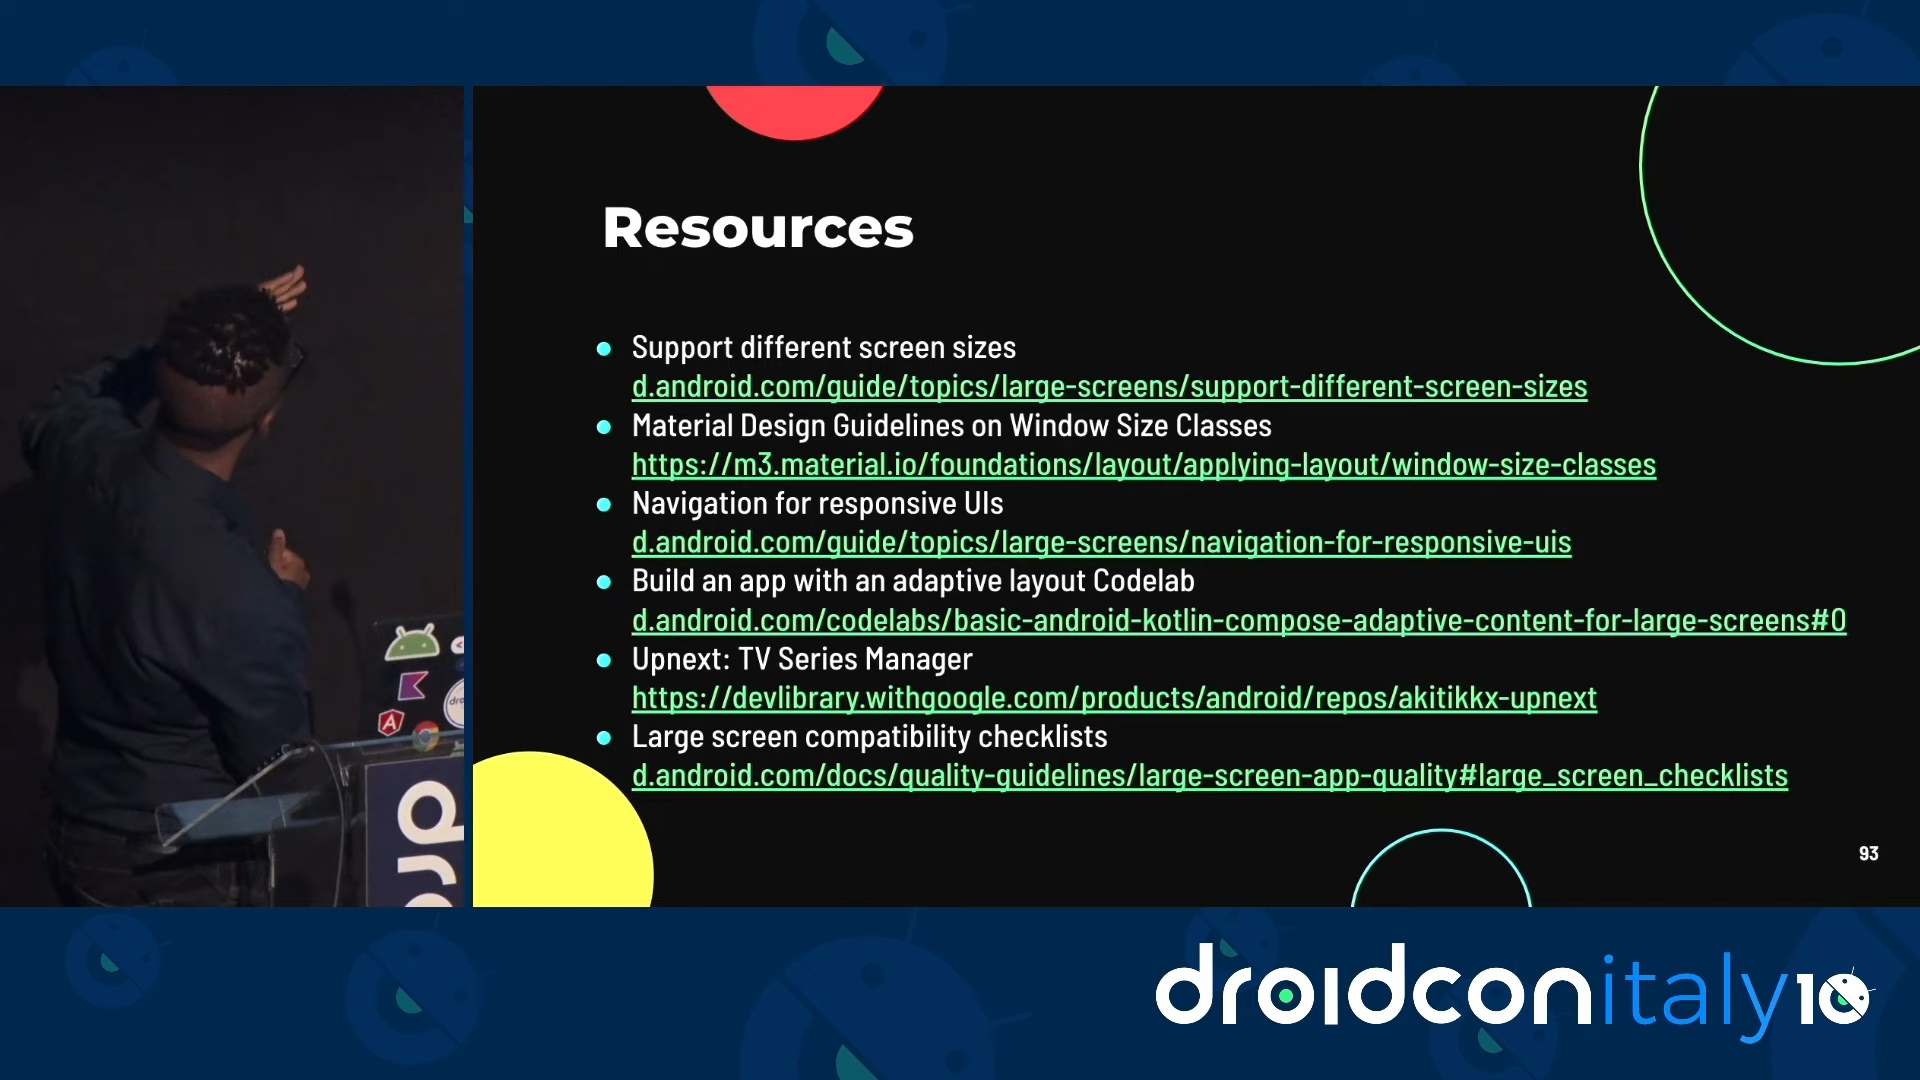 Resources
Support different screen sizes
d.android.com/guide/topics/large-screens/support-different-screen-sizes
Material Design Guidelines on Window Size Classes
https://m3.material.io/foundations/layout/applying-layout/window-size-classes
Navigation for responsive UIs
d.android.com/guide/topics/large-screens/navigation-for-responsive-uis
Build an app with an adaptive layout Codelab
d.android.com/codelabs/basic-android-kotlin-compose-adaptive-content-for-large-screens#0
Upnext: TV Series Manager
https://devlibrary.withgoogle.com/products/android/repos/akitikkx-upnext
Large screen compatibility checklists
d.android.com/docs/quality-guidelines/large-screen-app-quality#large_screen_checklists
93
droidconitaly10